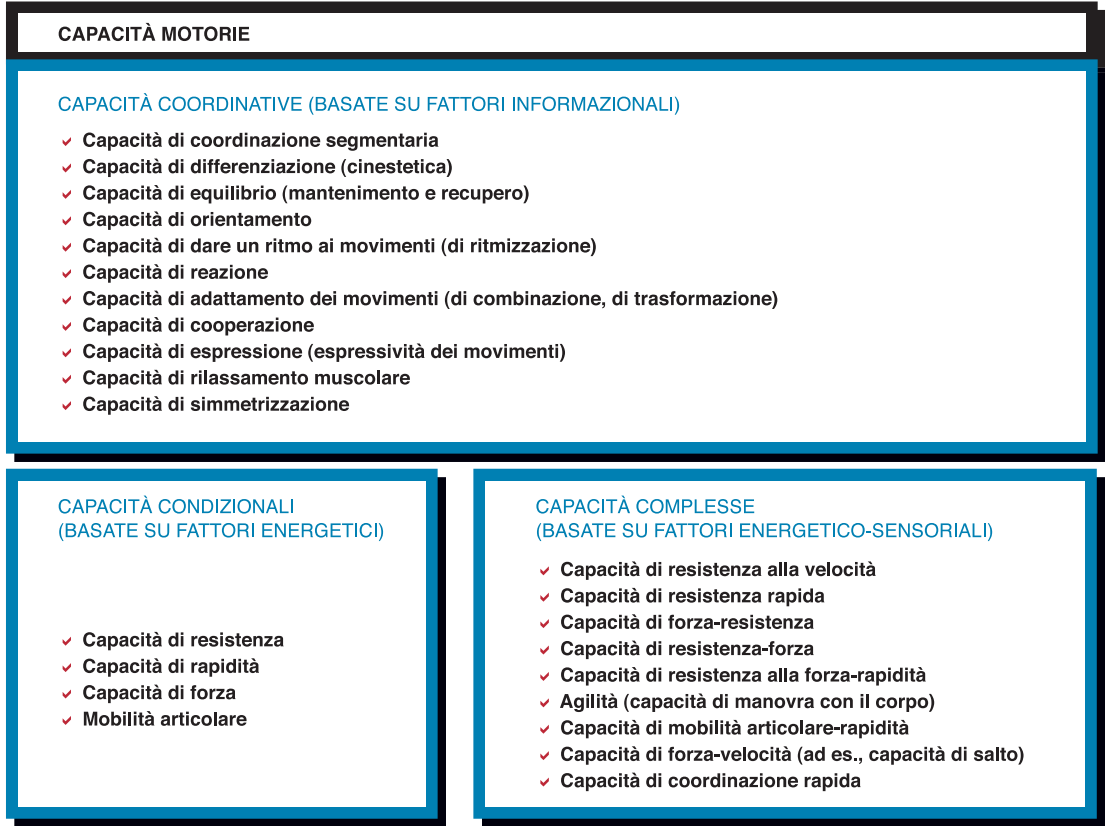 CAPACITÀ MOTORIE
CAPACITÀ COORDINATIVE (BASATE SU FATTORI INFORMAZIONALI)
Capacità di coordinazione segmentaria
Capacità di differenziazione (cinestetica)
Capacità di equilibrio (mantenimento e recupero)
Capacità di orientamento
Capacità di dare un ritmo ai movimenti (di ritmizzazione)
Capacità di reazione
Capacità di adattamento dei movimenti (di combinazione, di trasformazione)
Capacità di cooperazione
Capacità di espressione (espressività dei movimenti)
Capacità di rilassamento muscolare
Capacità di simmetrizzazione
CAPACITÀ CONDIZIONALI
(BASATE SU FATTORI ENERGETICI)
Capacità di resistenza
Capacità di rapidità
Capacità di forza
Mobilità articolare
CAPACITÀ COMPLESSE
(BASATE SU FATTORI ENERGETICO-SENSORIALI)
Capacità di resistenza alla velocità
Capacità di resistenza rapida
Capacità di forza-resistenza
Capacità di resistenza-forza
Capacità di resistenza alla forza-rapidità
Agilità (capacità di manovra con il corpo)
Capacità di mobilità articolare-rapidità
Capacità di forza-velocità (ad es., capacità di salto)
Capacità di coordinazione rapida